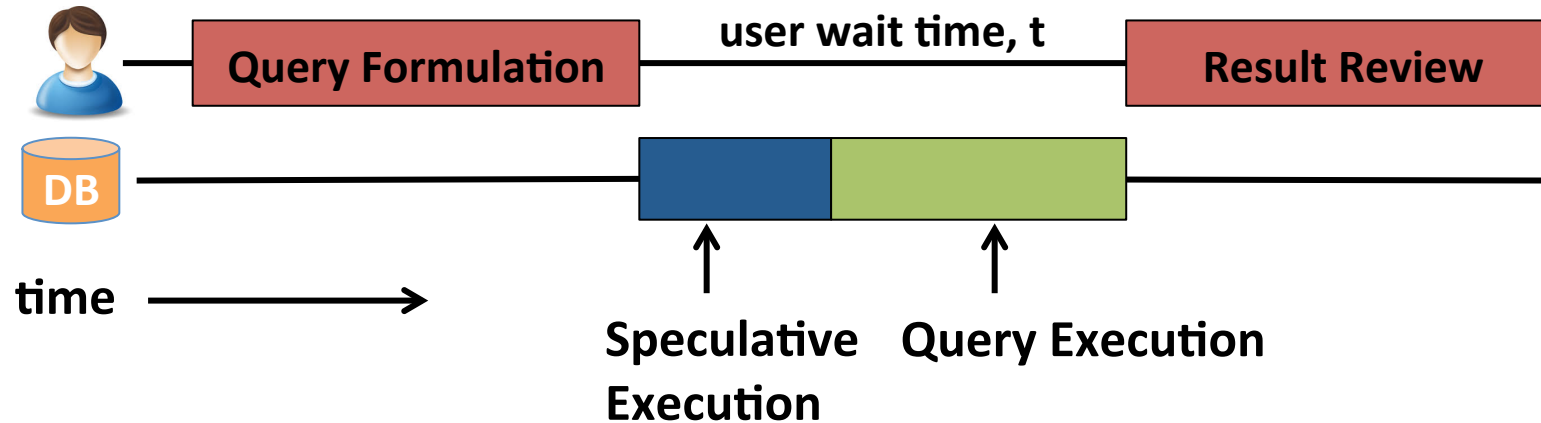 user wait time, t
Query Formulation
Result Review
DB
time
Speculative
Execution
Query Execution